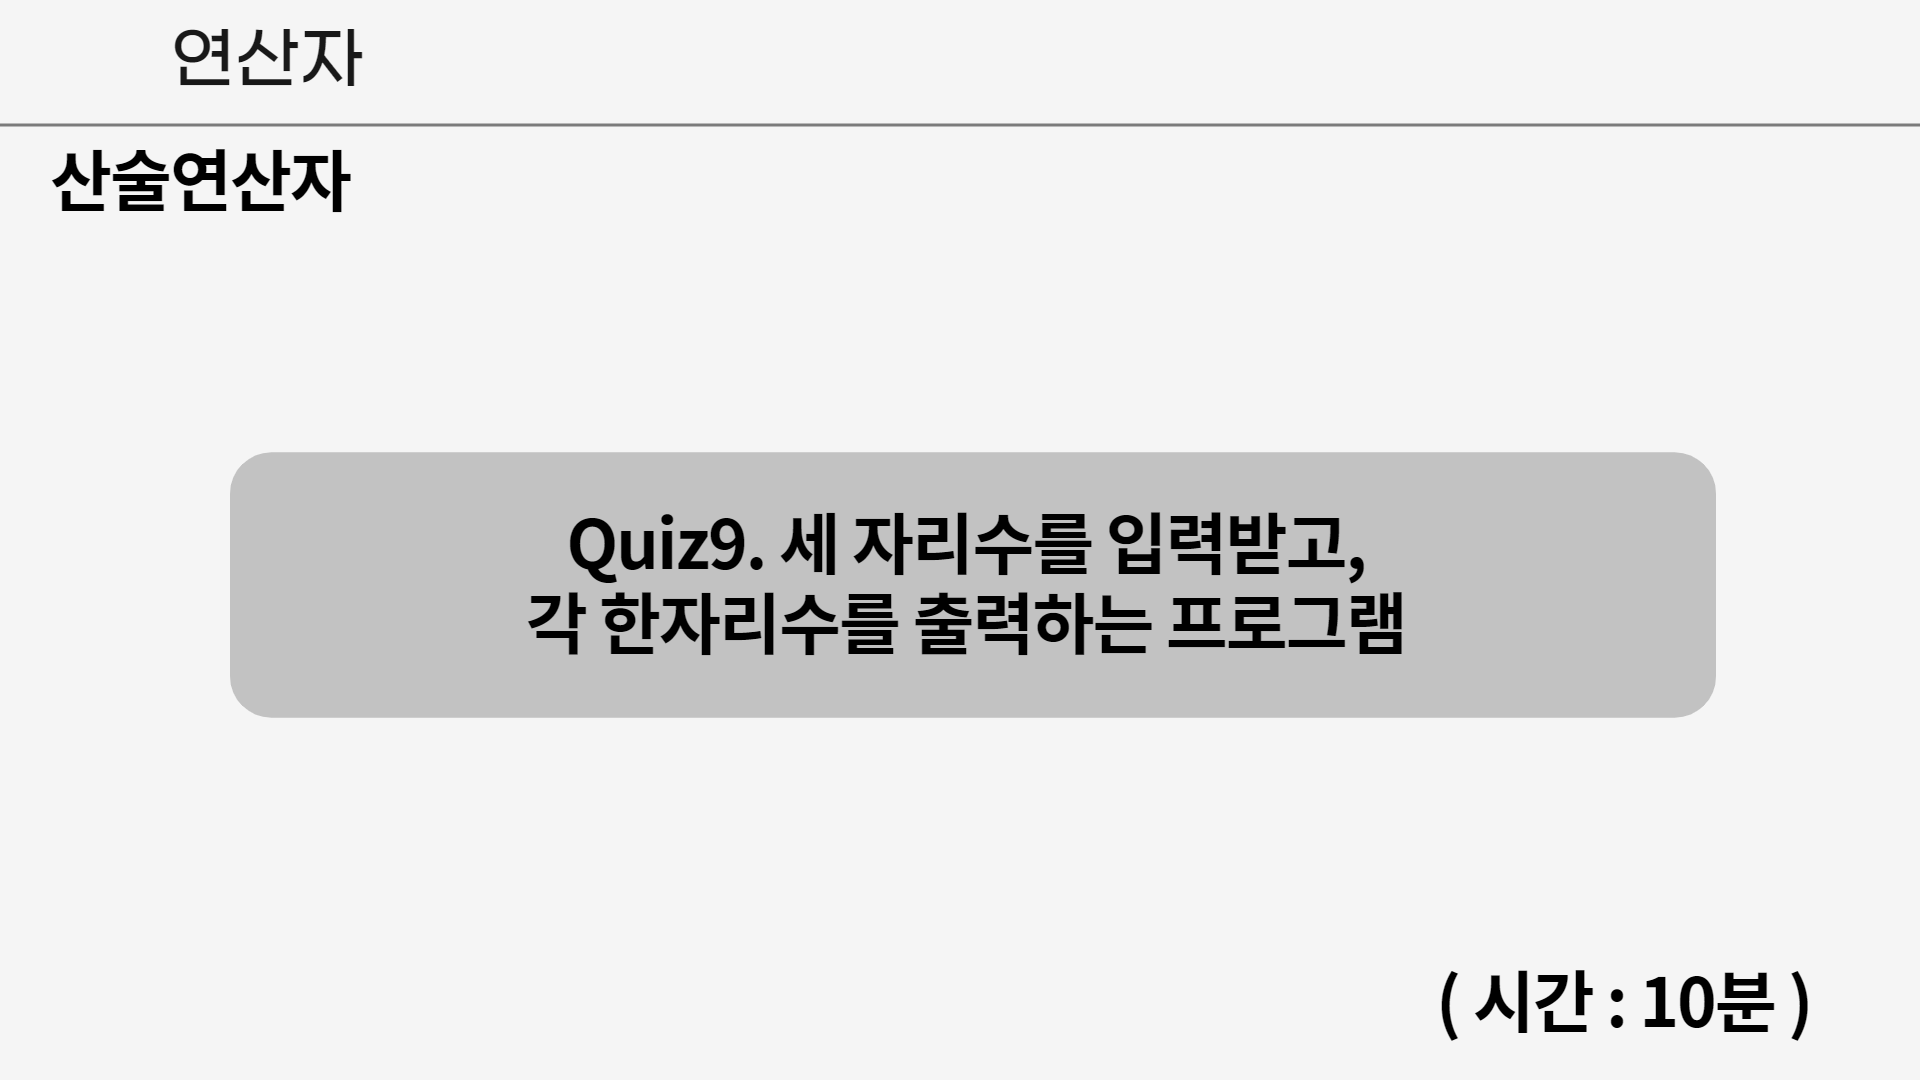 연산자
산술연산자
Quiz9. 세 자리수를 입력받고,
각 한자리수를 출력하는 프로그램
( 시간 : 10분 )